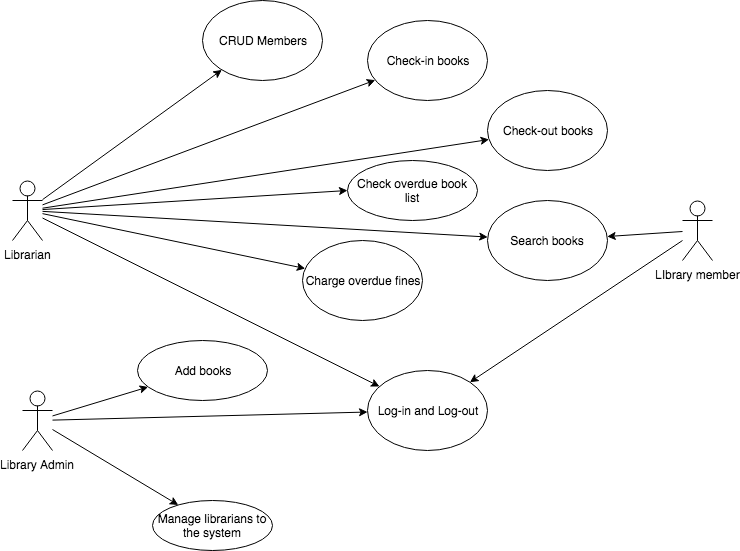 CRUD Members
Check-in books
Check-out books
Check overdue book
list
Librarian
Search books
LIbrary member
Charge overdue fines
Add books
Log-in and Log-out
Library Admin
Manage librarians to
the system